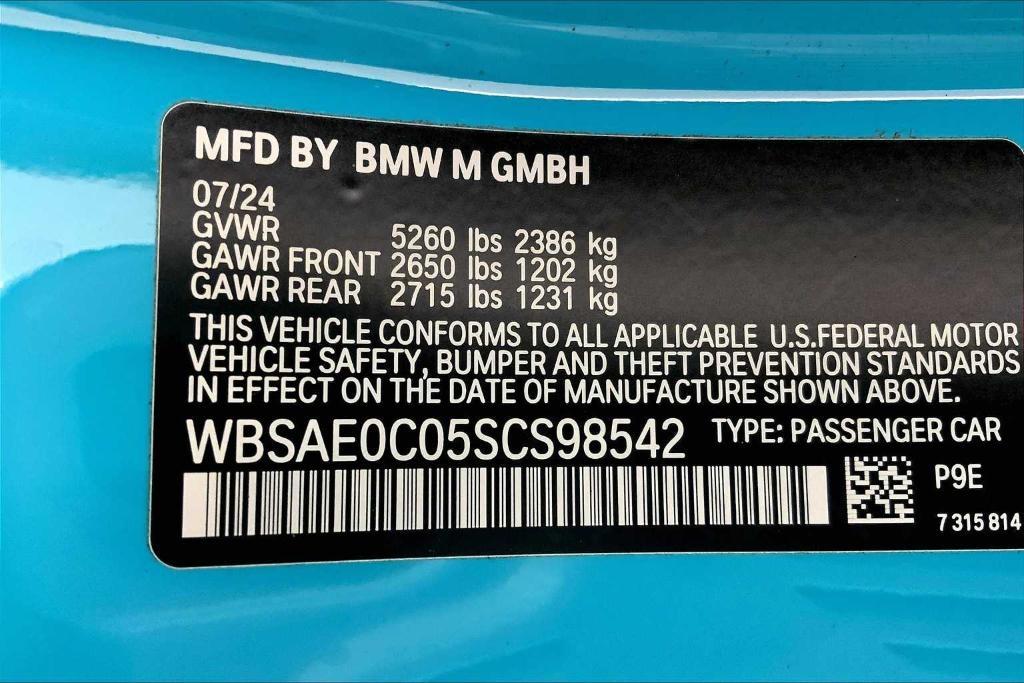 MFD BY BMW M GMBH
07/24
GVWR 5260 lbs 2386 kg
GAWR FRONT 2650 lbs 1202 kg
GAWR REAR 2715 lbs 1231 kg
THIS VEHICLE CONFORMS TO ALL APPLICABLE U.S.FEDERAL MOTOR
VEHICLE SAFETY, BUMPER AND THEFT PREVENTION STANDARDS
IN EFFECT ON THE DATE OF MANUFACTURE SHOWN ABOVE.
WBSAE0C05SCS98542 TYPE: PASSENGER CAR
P9E
7 315 814